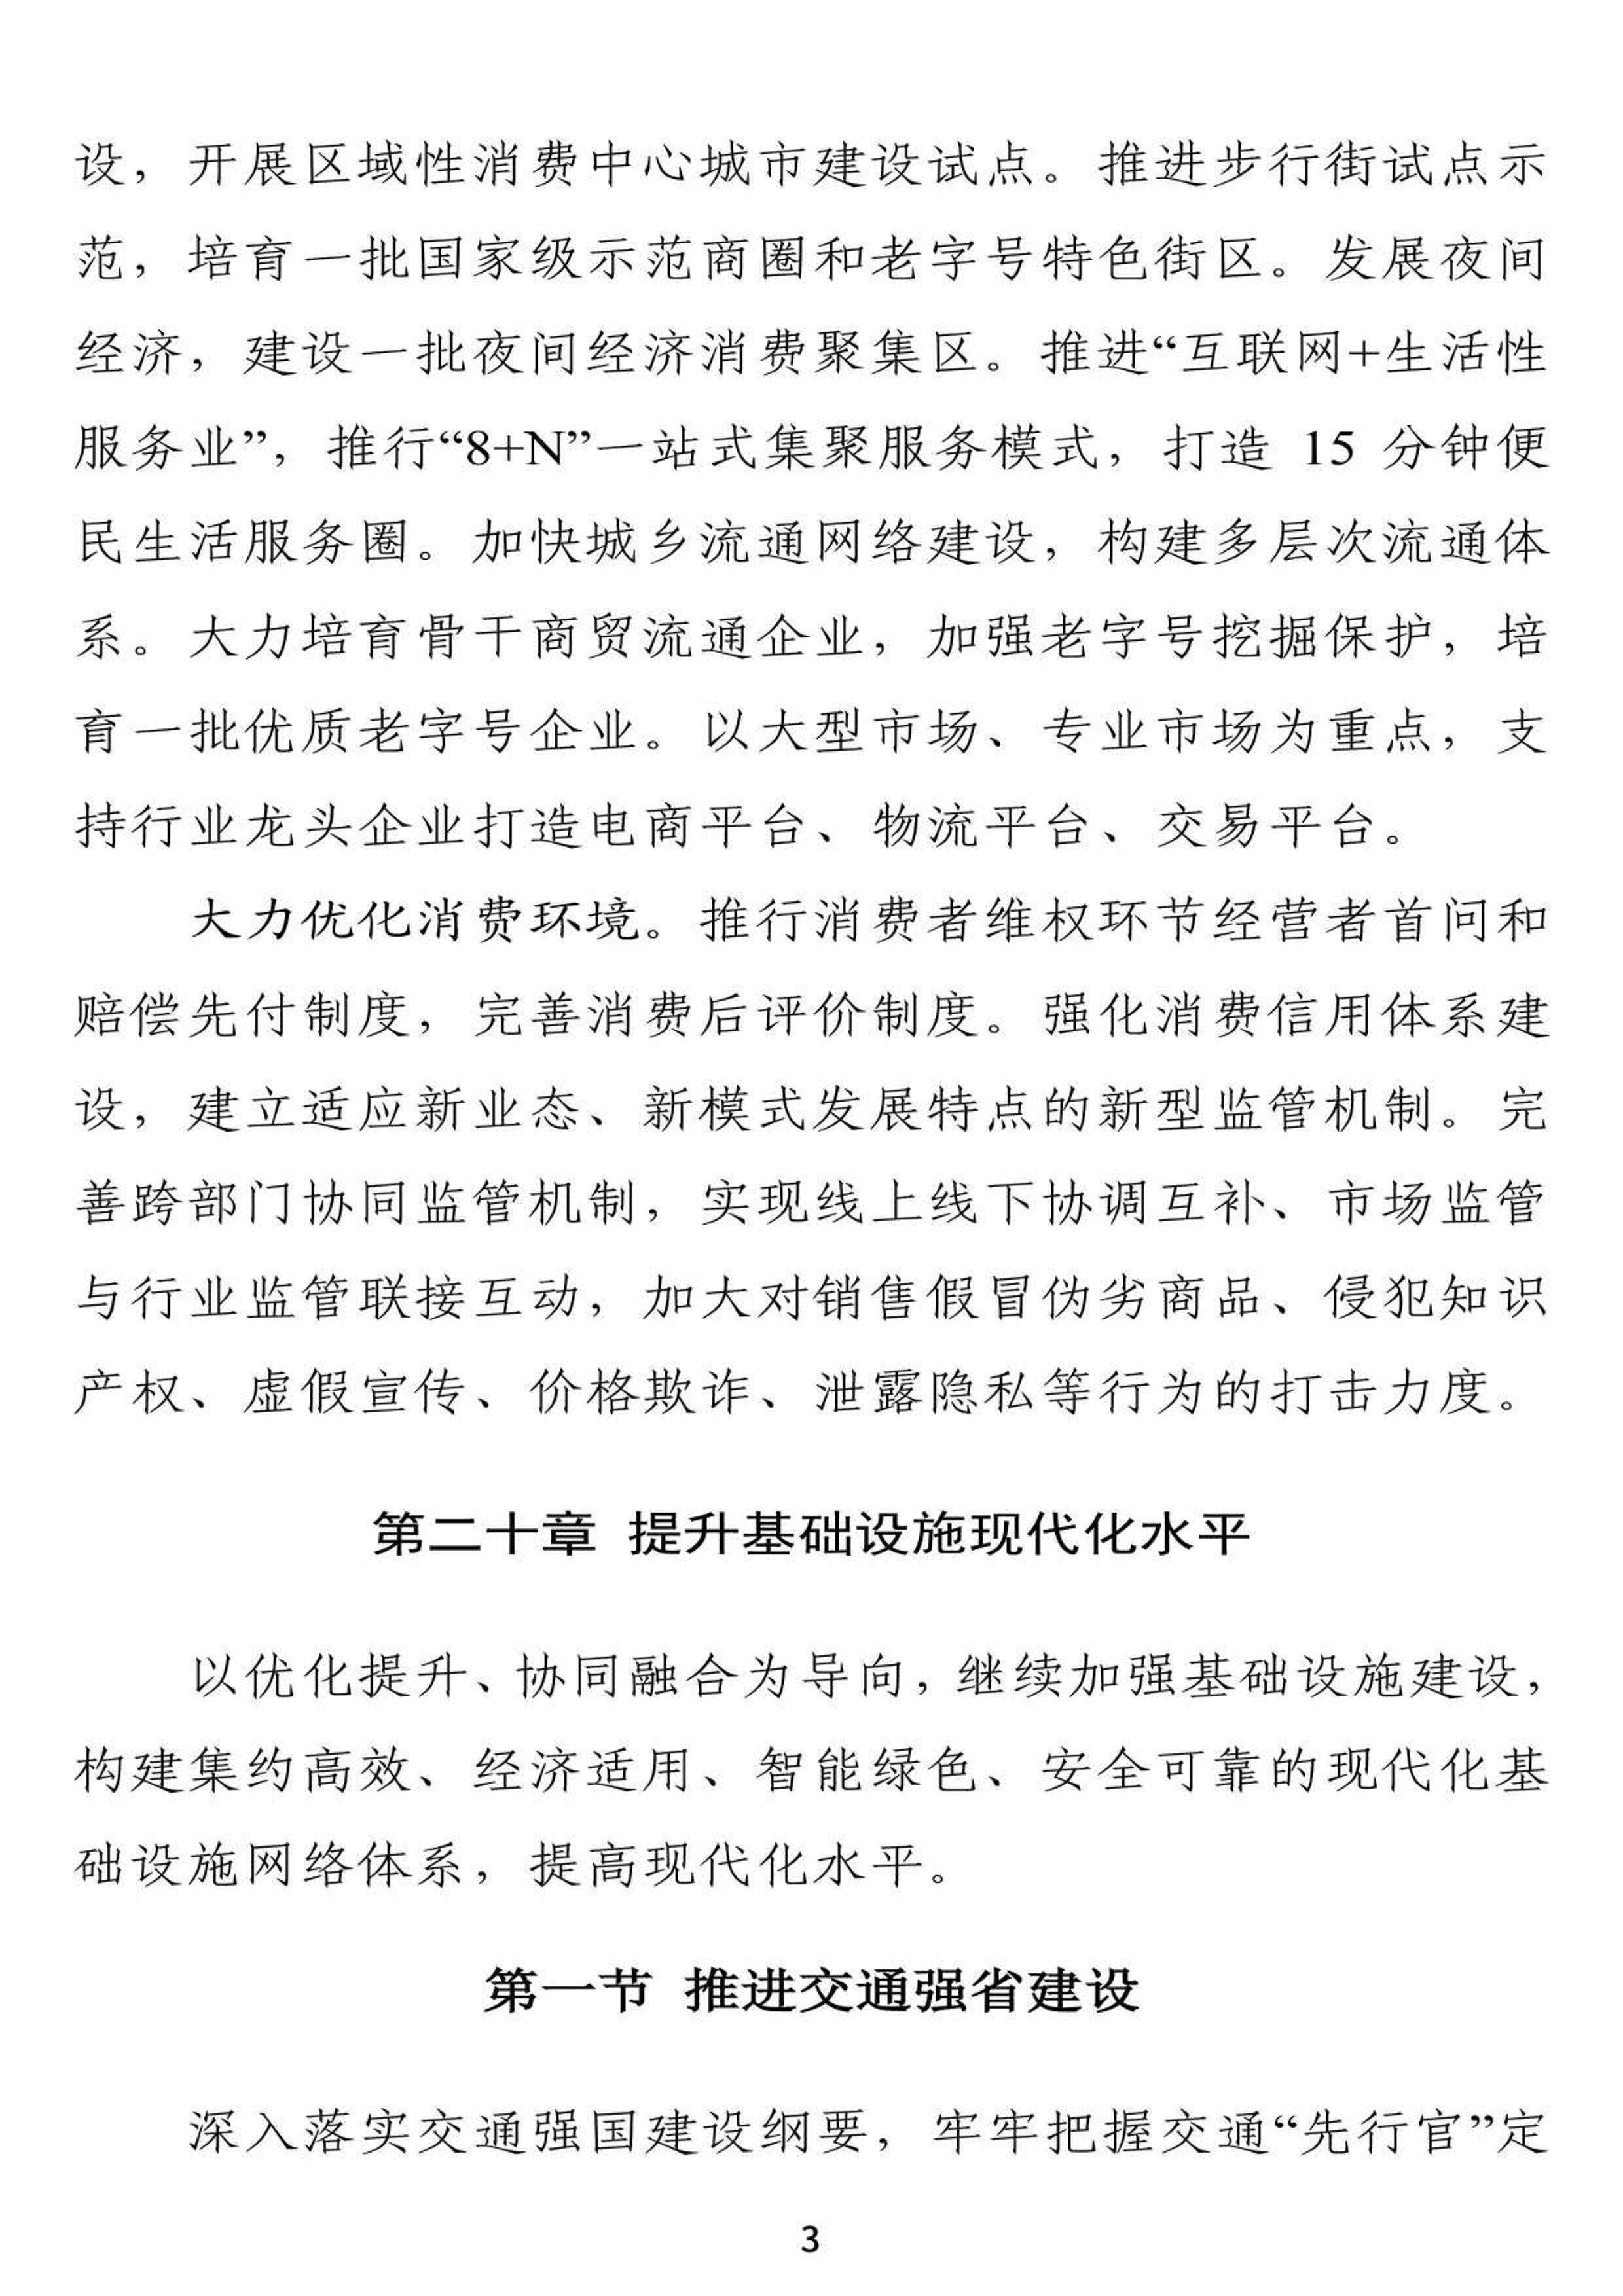 设，开展区域性消费中心城市建设试点。推进步行街试点示
范，培育一批国家级示范商圈和老字号特色街区。发展夜间
经济，建设一批夜间经济消费聚集区。推进“互联网+生活性
服务业”，推行“8+N”一站式集聚服务模式，打造 15 分钟便
民生活服务圈。加快城乡流通网络建设，构建多层次流通体
系。大力培育骨干商贸流通企业，加强老字号挖掘保护，培
育一批优质老字号企业。以大型市场、专业市场为重点，支
持行业龙头企业打造电商平台、物流平台、交易平台。
大力优化消费环境。推行消费者维权环节经营者首问和
赔偿先付制度，完善消费后评价制度。强化消费信用体系建
设，建立适应新业态、新模式发展特点的新型监管机制。完
善跨部门协同监管机制，实现线上线下协调互补、市场监管
与行业监管联接互动，加大对销售假冒伪劣商品、侵犯知识
产权、虚假宣传、价格欺诈、泄露隐私等行为的打击力度。
第二十章 提升基础设施现代化水平
以优化提升、协同融合为导向，继续加强基础设施建设，
构建集约高效、经济适用、智能绿色、安全可靠的现代化基
础设施网络体系，提高现代化水平。
第一节 推进交通强省建设
深入落实交通强国建设纲要，牢牢把握交通“先行官”定
3